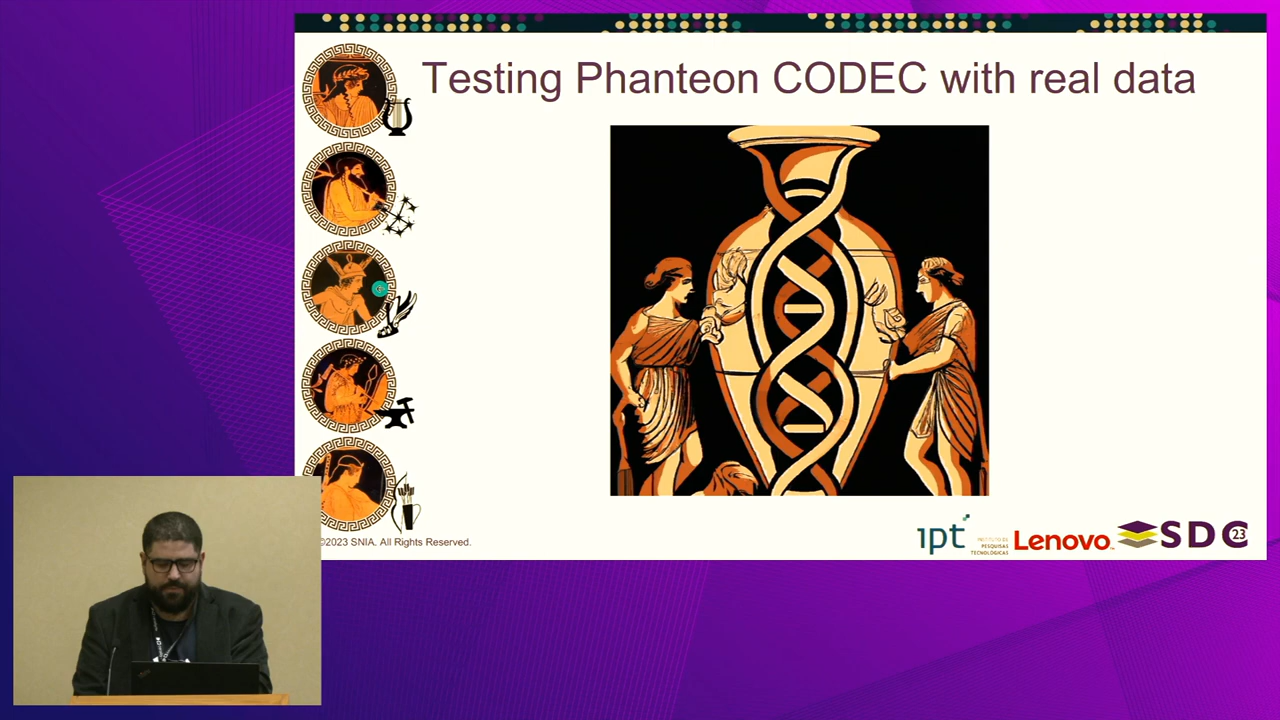 Testing Phanteon CODEC with real data
©2023 SNIA. All Rights Reserved.
ipt
INSTITUTO DE
PESQUISAS
TECNOLÓGICAS
Lenovo
SDC
23